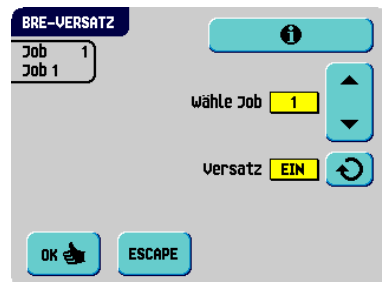 BRE-VERSATZ
Job 1
Job 1
Wähle Job 1
Versatz EIN
OK
ESCAPE